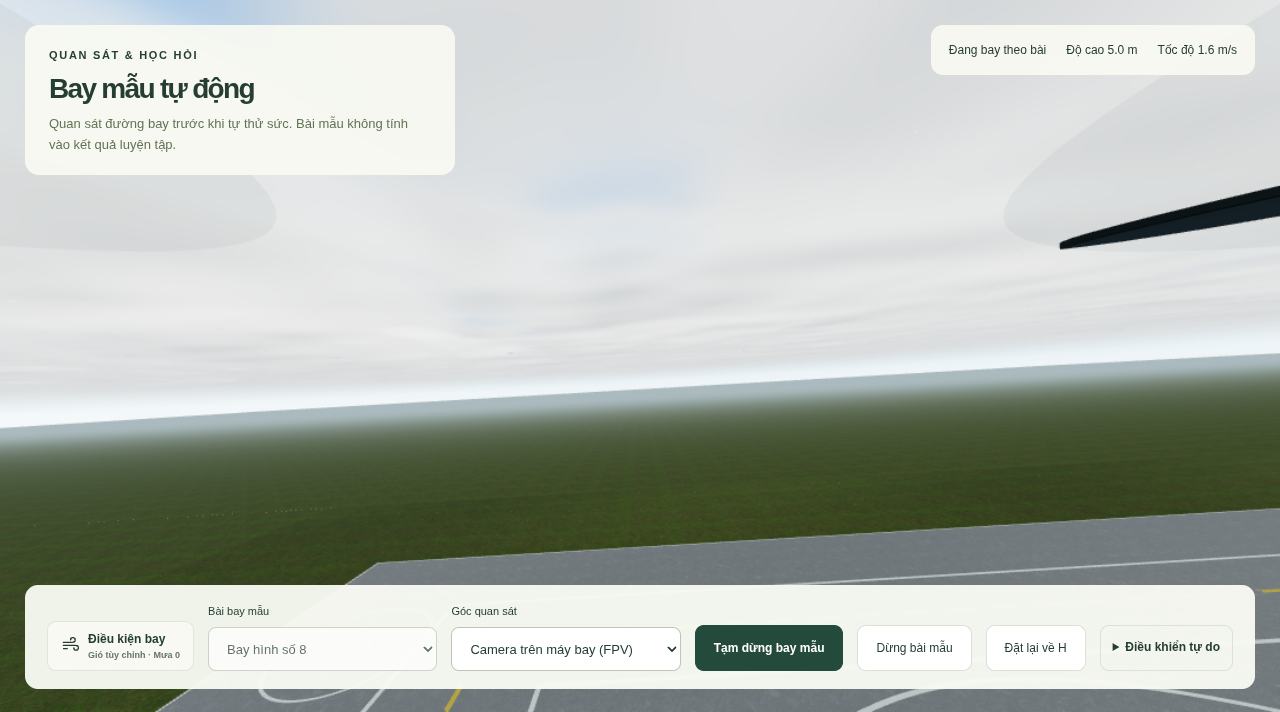 QUAN SÁT & HỌC HỎI
Bay mẫu tự động
Quan sát đường bay trước khi tự thử sức. Bài mẫu không tính
vào kết quả luyện tập.
Đang bay theo bài
Độ cao 5.0 m
Tốc độ 1.6 m/s
Điều kiện bay
Gió tùy chỉnh · Mưa 0
Bài bay mẫu
Bay hình số 8
Góc quan sát
Camera trên máy bay (FPV)
Tạm dừng bay mẫu
Dừng bài mẫu
Đặt lại về H
Điều khiển tự do